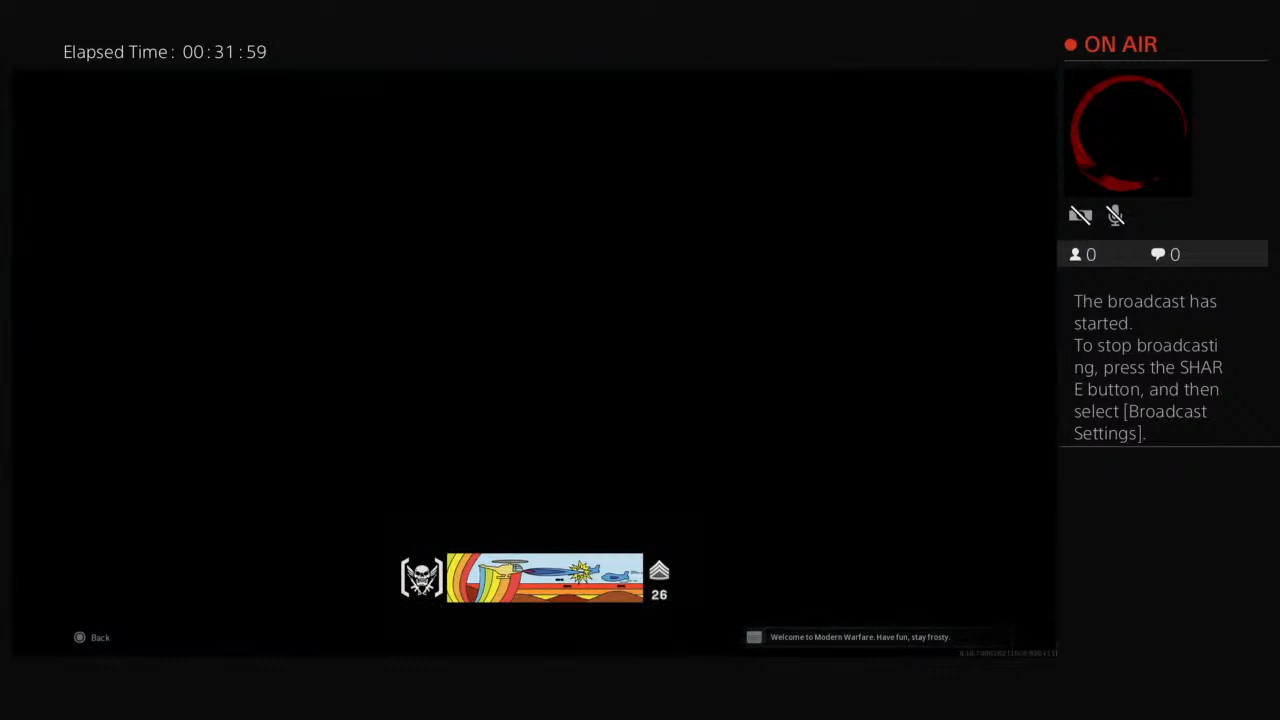 Elapsed Time: 00:31:59
ON AIR
0 0
The broadcast has
started.
To stop broadcasti
ng, press the SHAR
E button, and then
select [Broadcast
Settings].
26
Back
Welcome to Modern Warfare. Have fun, stay frosty.